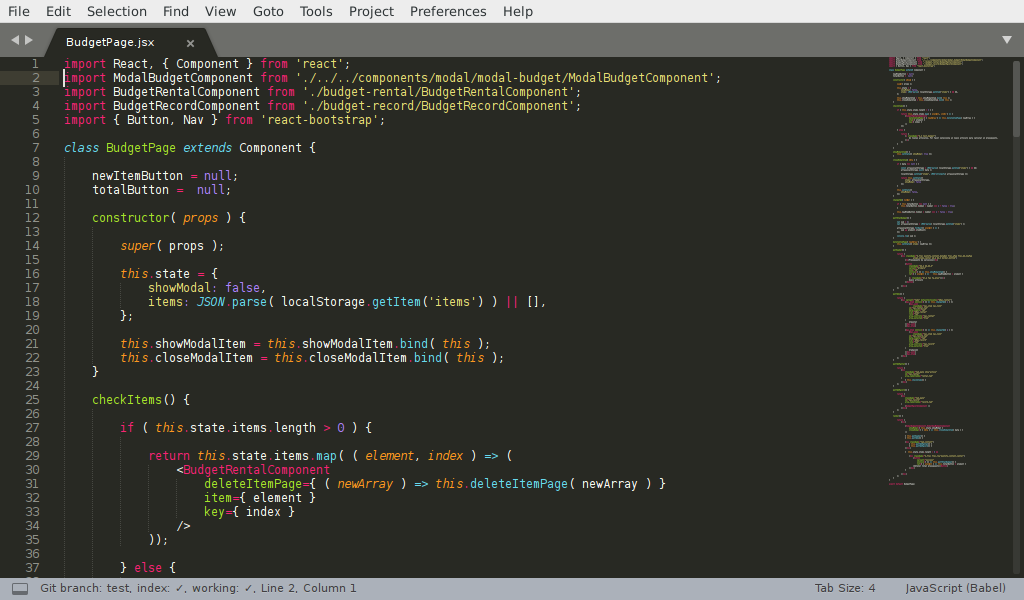 File Edit Selection Find View Goto Tools Project Preferences Help
BudgetPage.jsx ×
1 import React, { Component } from 'react';
2 import ModalBudgetComponent from './../../components/modal/modal-budget/ModalBudgetComponent';
3 import BudgetRentalComponent from './budget-rental/BudgetRentalComponent';
4 import BudgetRecordComponent from './budget-record/BudgetRecordComponent';
5 import { Button, Nav } from 'react-bootstrap';
6
7 class BudgetPage extends Component {
8
9     newItemButton = null;
10     totalButton =  null;
11
12     constructor( props ) {
13
14         super( props );
15
16         this.state = {
17             showModal: false,
18             items: JSON.parse( localStorage.getItem('items') ) || [],
19         };
20
21         this.showModalItem = this.showModalItem.bind( this );
22         this.closeModalItem = this.closeModalItem.bind( this );
23     }
24
25     checkItems() {
26
27         if ( this.state.items.length > 0 ) {
28
29             return this.state.items.map( ( element, index ) => (
30                 <BudgetRentalComponent
31                     deleteItemPage={ ( newArray ) => this.deleteItemPage( newArray ) }
32                     item={ element }
33                     key={ index }
34                 />
35             ));
36
37         } else {
Git branch: test, index: ✓, working: ✓, Line 2, Column 1 Tab Size: 4 JavaScript (Babel)